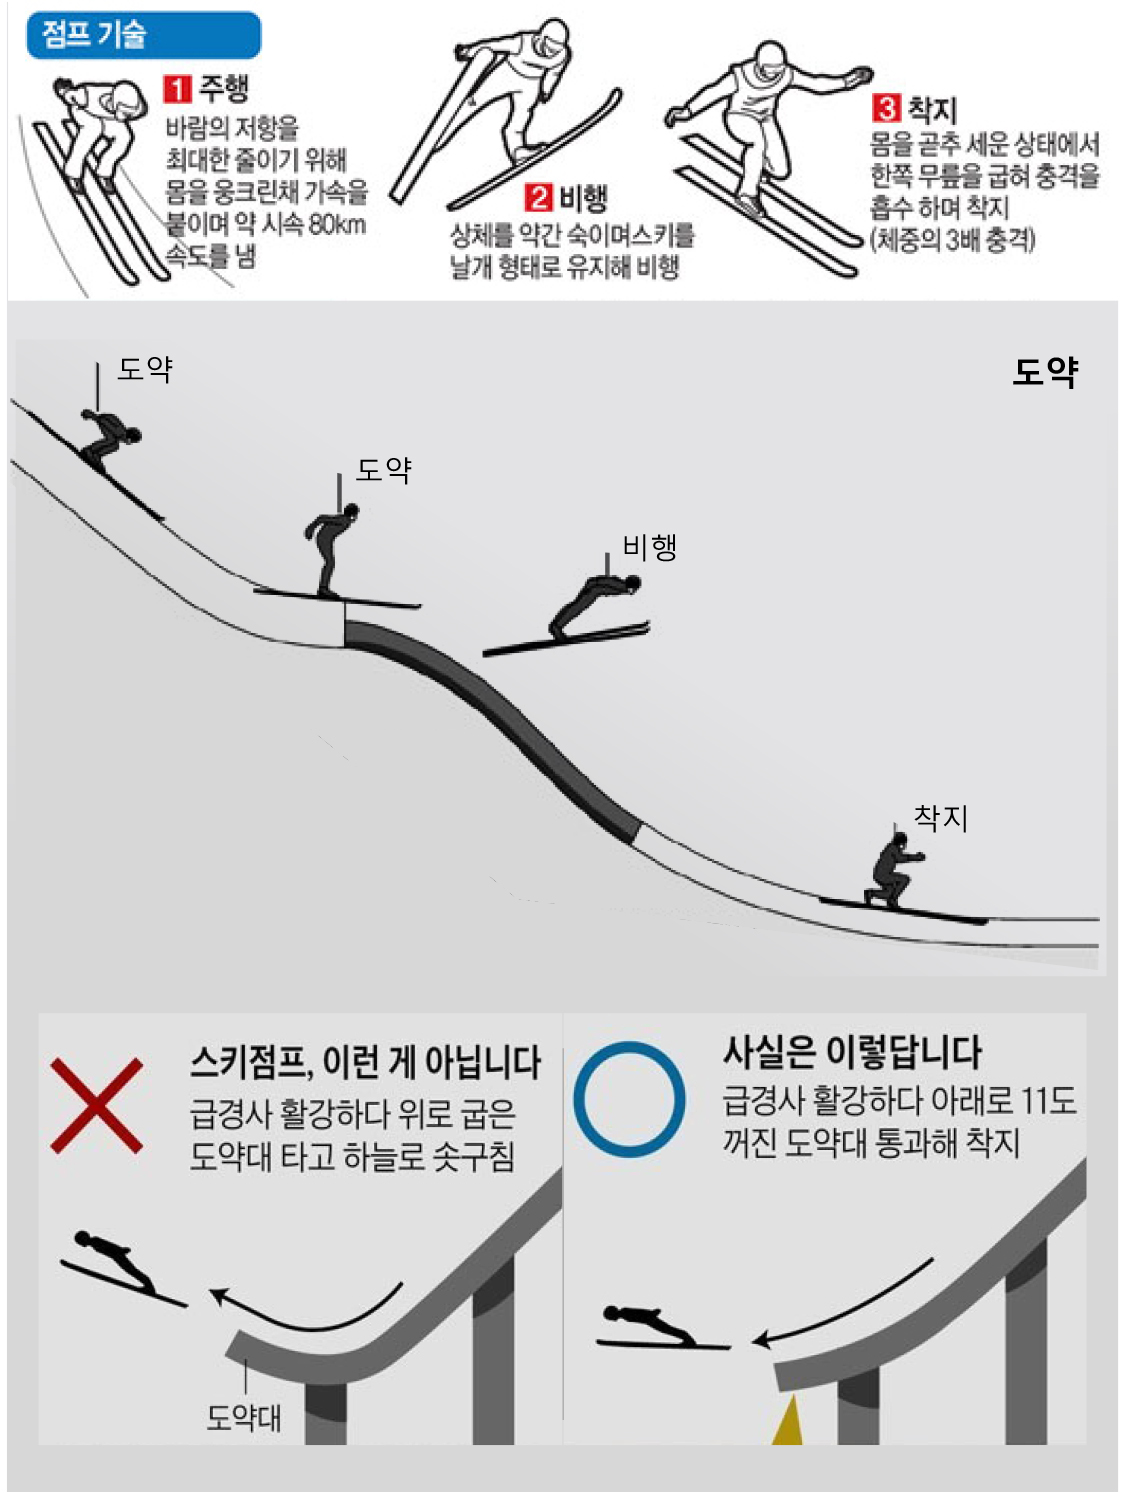 점프 기술
1 주행
바람의 저항을
최대한 줄이기 위해
몸을 웅크린채 가속을
붙이며 약 시속 80km
속도를 냄
2 비행
상체를 약간 숙이며스키를
날개 형태로 유지해 비행
3 착지
몸을 곧추 세운 상태에서
한쪽 무릎을 굽혀 충격을
흡수 하며 착지
(체중의 3배 충격)
도약
도약
도약
비행
착지
스키점프, 이런 게 아닙니다
급경사 활강하다 위로 굽은
도약대 타고 하늘로 솟구침
도약대
사실은 이렇답니다
급경사 활강하다 아래로 11도
꺼진 도약대 통과해 착지